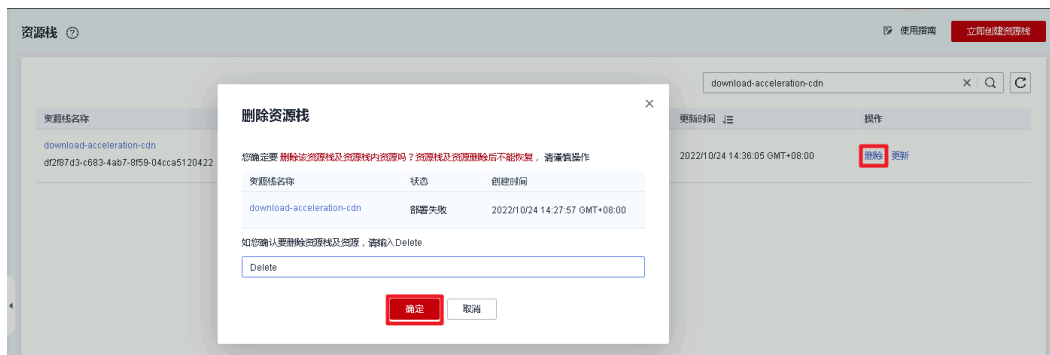 资源栈
使用指南
立即创建资源栈
download-acceleration-cdn
资源栈名称
更新时间
操作
download-acceleration-cdn
df2f87d3-c683-4ab7-8f59-04cca5120422
2022/10/24 14:36:05 GMT+08:00
删除 更新
删除资源栈
您确定要删除该资源栈及资源栈内资源吗？资源栈及资源删除后不能恢复，请谨慎操作
资源栈名称 状态 创建时间
download-acceleration-cdn 部署失败 2022/10/24 14:27:57 GMT+08:00
如您确认要删除资源栈及资源，请输入Delete
Delete
确定 取消